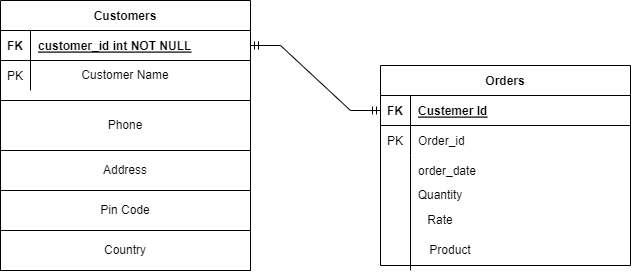 Customers
FK customer_id int NOT NULL
PK Customer Name
Phone
Address
Pin Code
Country
Orders
FK Custemer Id
PK Order_id
order_date
Quantity
Rate
Product